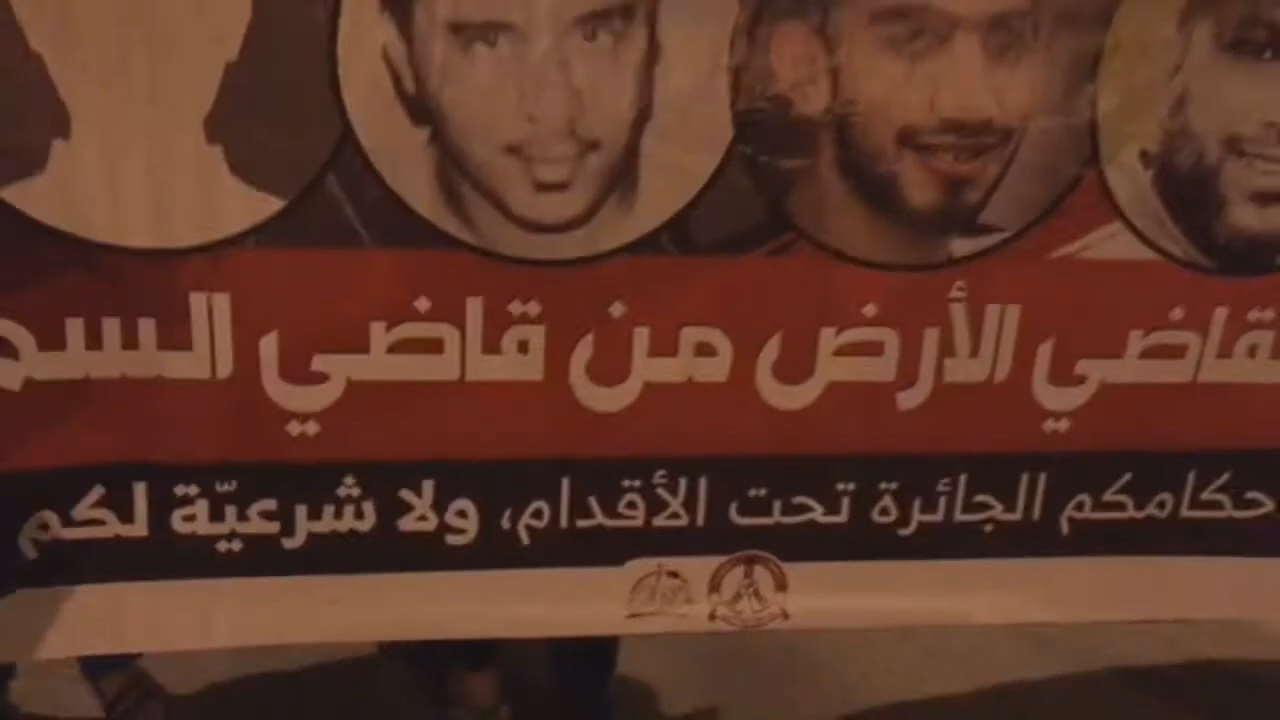 قاضي الأرض من قاضي السم
حكامكم الجائرة تحت الأقدام، ولا شرعيّة لكم